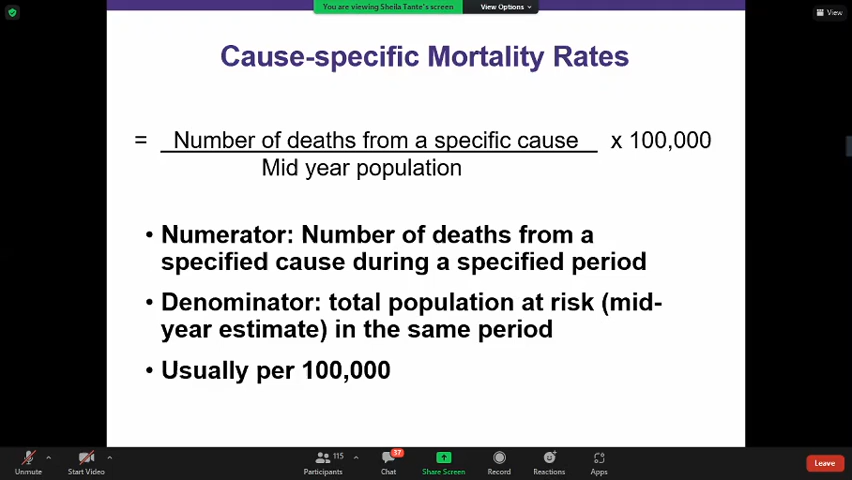 You are viewing Sheila Tante's screen
View Options
View
Cause-specific Mortality Rates
= Number of deaths from a specific cause x 100,000
Mid year population
• Numerator: Number of deaths from a
specified cause during a specified period
• Denominator: total population at risk (mid-
year estimate) in the same period
• Usually per 100,000
Unmute
Start Video
115
Participants
37
Chat
Share Screen
Record
Reactions
Apps
Leave